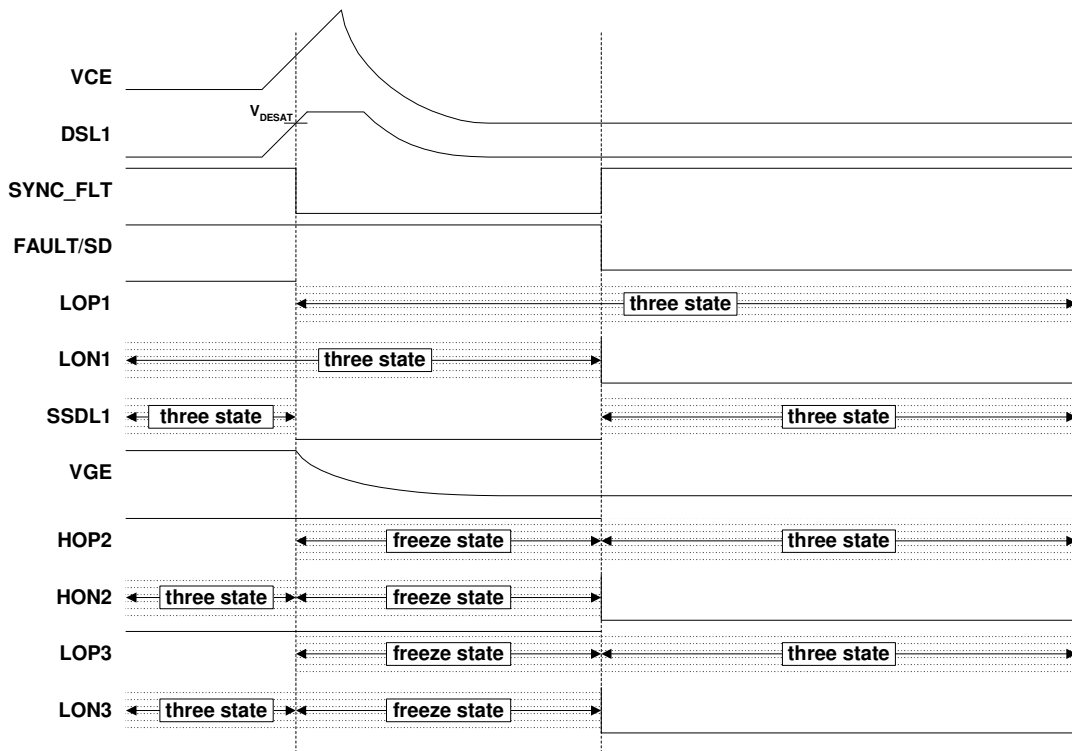 VCE
V_DESAT
DSL1
SYNC_FLT
FAULT/SD
LOP1 three state
LON1 three state
SSDL1 three state three state
VGE
HOP2 freeze state three state
HON2 three state freeze state
LOP3 freeze state three state
LON3 three state freeze state